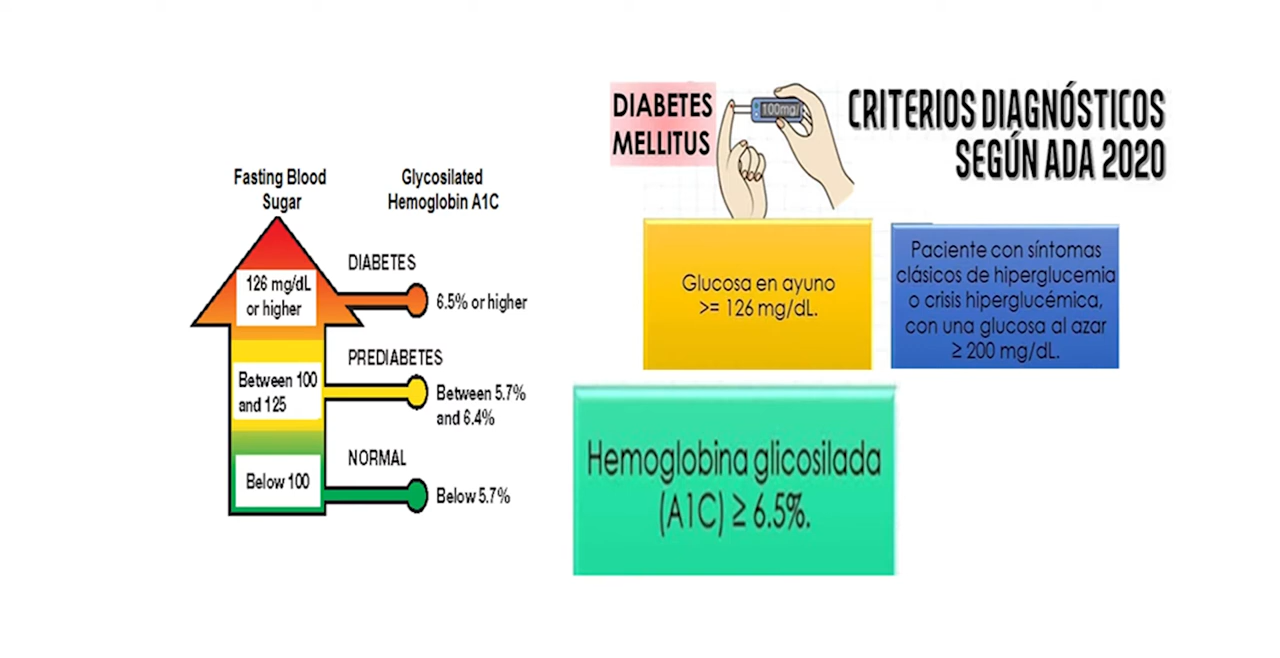 Fasting Blood
Sugar
Glycosilated
Hemoglobin A1C
126 mg/dL
or higher
DIABETES
6.5% or higher
Between 100
and 125
PREDIABETES
Between 5.7%
and 6.4%
Below 100
NORMAL
Below 5.7%
DIABETES
MELLITUS
100mg/
CRITERIOS DIAGNÓSTICOS
SEGÚN ADA 2020
Glucosa en ayuno
>= 126 mg/dL.
Paciente con síntomas
clásicos de hiperglucemia
o crisis hiperglucémica,
con una glucosa al azar
≥ 200 mg/dL.
Hemoglobina glicosilada
(A1C) ≥ 6.5%.